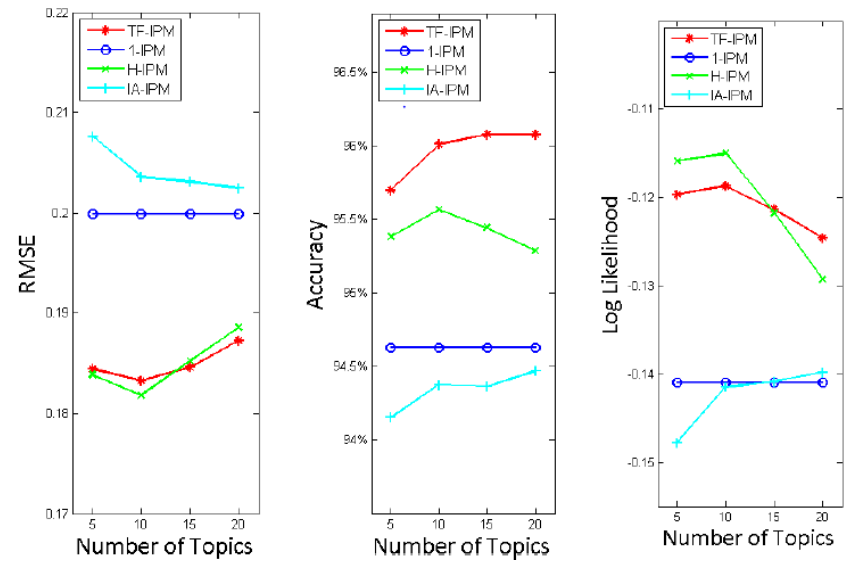 0.22
0.21
0.2
0.19
0.18
0.17
RMSE
TF-IPM
1-IPM
H-IPM
IA-IPM
5 10 15 20
Number of Topics
96.5%
96%
95.5%
95%
94.5%
94%
Accuracy
TF-IPM
1-IPM
H-IPM
IA-IPM
5 10 15 20
Number of Topics
-0.11
-0.12
-0.13
-0.14
-0.15
Log Likelihood
TF-IPM
1-IPM
H-IPM
IA-IPM
5 10 15 20
Number of Topics